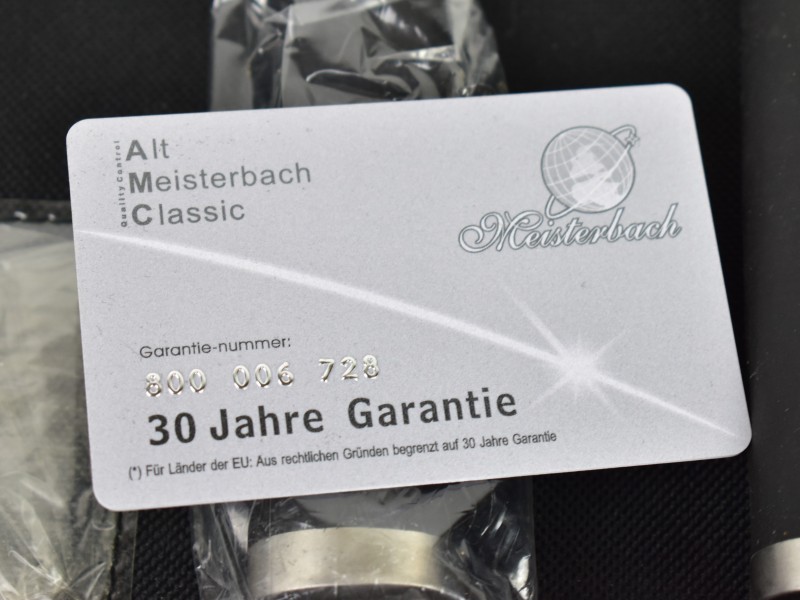 Quality Control
Alt
Meisterbach
Classic
Meisterbach
Garantie-nummer:
800 006 728
30 Jahre Garantie
(*) Für Länder der EU: Aus rechtlichen Gründen begrenzt auf 30 Jahre Garantie